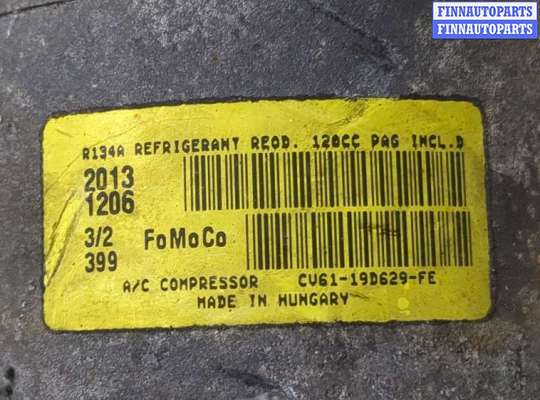 FINNAUTOPARTS
FINNAUTOPARTS
R134A REFRIGERANT REQD. 120CC PAG INCL.D
2013
1206
3/2 FoMoCo
399
A/C COMPRESSOR CV61-19D629-FE
MADE IN HUNGARY